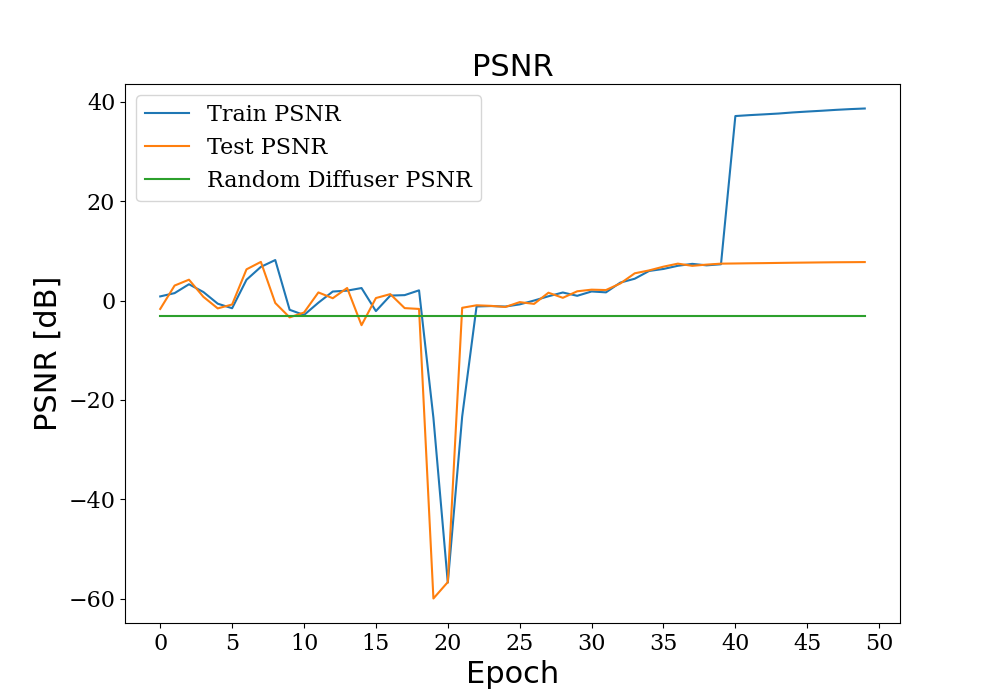 PSNR
Train PSNR
Test PSNR
Random Diffuser PSNR
PSNR [dB]
40
20
0
−20
−40
−60
0 5 10 15 20 25 30 35 40 45 50
Epoch